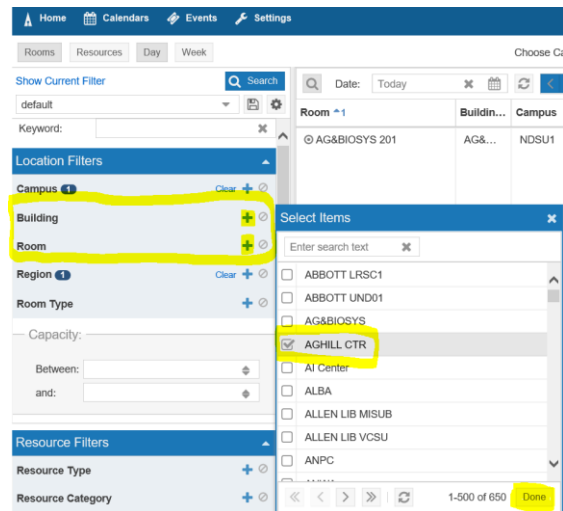 Home Calendars Events Settings
Rooms Resources Day Week
Choose Ca
Show Current Filter Search
default
Keyword:
Location Filters
Campus 1 Clear
Building
Room
Region 1 Clear
Room Type
Capacity:
Between:
and:
Resource Filters
Resource Type
Resource Category
Date: Today
Room 1 Buildin... Campus
AG&BIOSYS 201 AG&... NDSU1
Select Items
Enter search text
ABBOTT LRSC1
ABBOTT UND01
AG&BIOSYS
AGHILL CTR
AI Center
ALBA
ALLEN LIB MISUB
ALLEN LIB VCSU
ANPC
1-500 of 650 Done